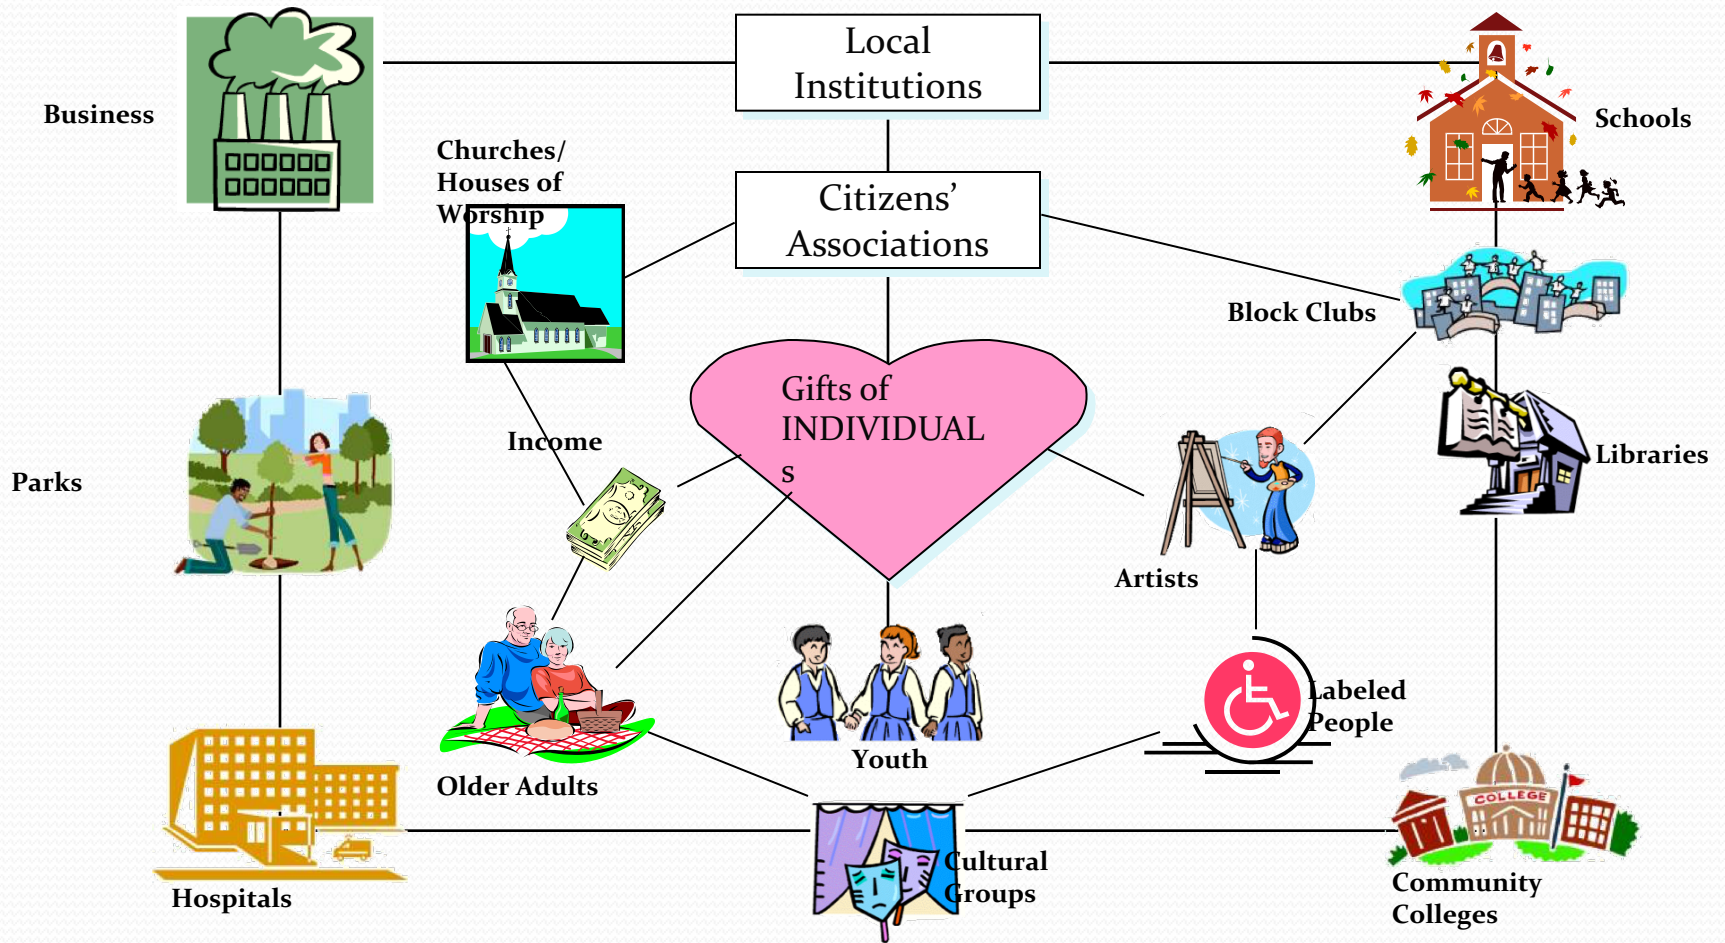 Local
Institutions
Business
Schools
Churches/
Houses of
Worship
Citizens’
Associations
Block Clubs
Gifts of
INDIVIDUAL
s
Income
Libraries
Parks
Artists
Labeled
People
Youth
Older Adults
COLLEGE
Cultural
Groups
Hospitals
Community
Colleges